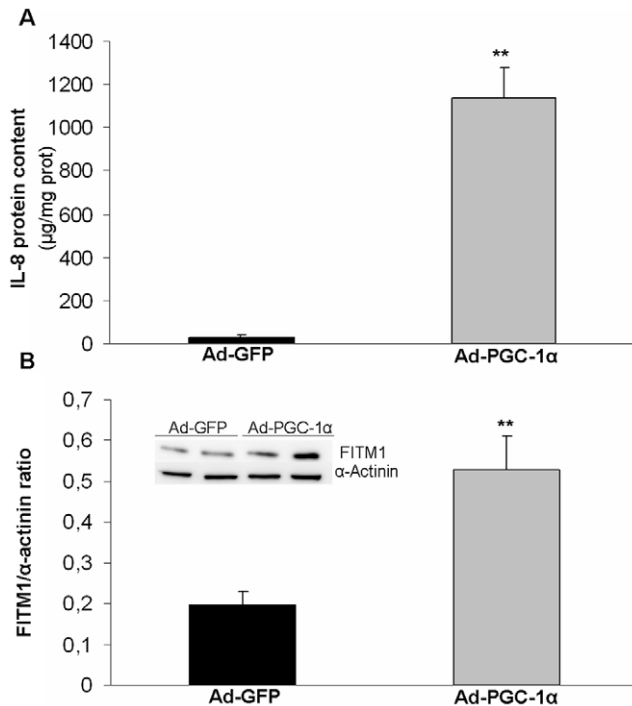 A
IL-8 protein content
(µg/mg prot)
1400
1200
1000
800
600
400
200
0
**
Ad-GFP
Ad-PGC-1α
B
FITM1/α-actinin ratio
0,7
0,6
0,5
0,4
0,3
0,2
0,1
0
Ad-GFP Ad-PGC-1α
FITM1
α-Actinin
**
Ad-GFP
Ad-PGC-1α